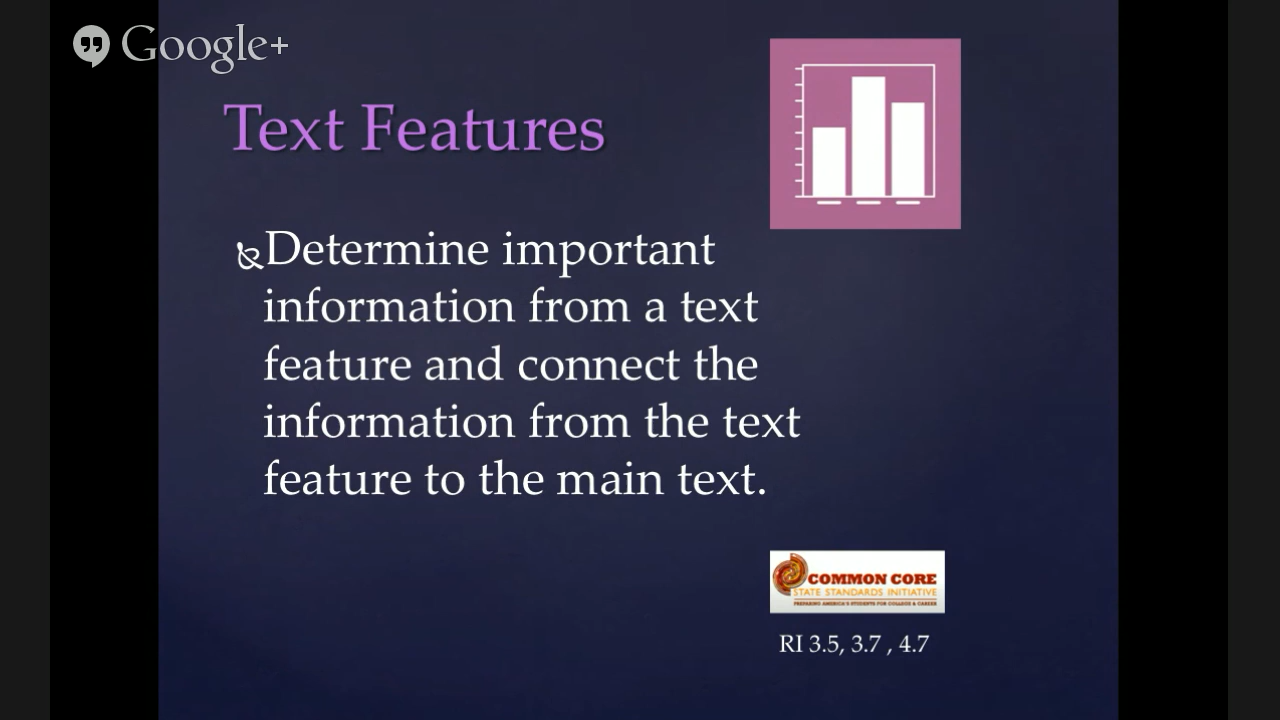 Google+
Text Features
Determine important
information from a text
feature and connect the
information from the text
feature to the main text.
COMMON CORE
STATE STANDARDS INITIATIVE
PREPARING AMERICA'S STUDENTS FOR COLLEGE & CAREER
RI 3.5, 3.7 , 4.7